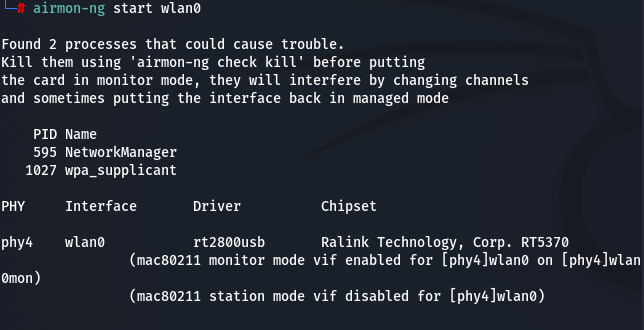 └─# airmon-ng start wlan0
Found 2 processes that could cause trouble.
Kill them using 'airmon-ng check kill' before putting
the card in monitor mode, they will interfere by changing channels
and sometimes putting the interface back in managed mode
PID Name
595 NetworkManager
1027 wpa_supplicant
PHY Interface Driver Chipset
phy4 wlan0 rt2800usb Ralink Technology, Corp. RT5370
(mac80211 monitor mode vif enabled for [phy4]wlan0 on [phy4]wlan
0mon)
(mac80211 station mode vif disabled for [phy4]wlan0)